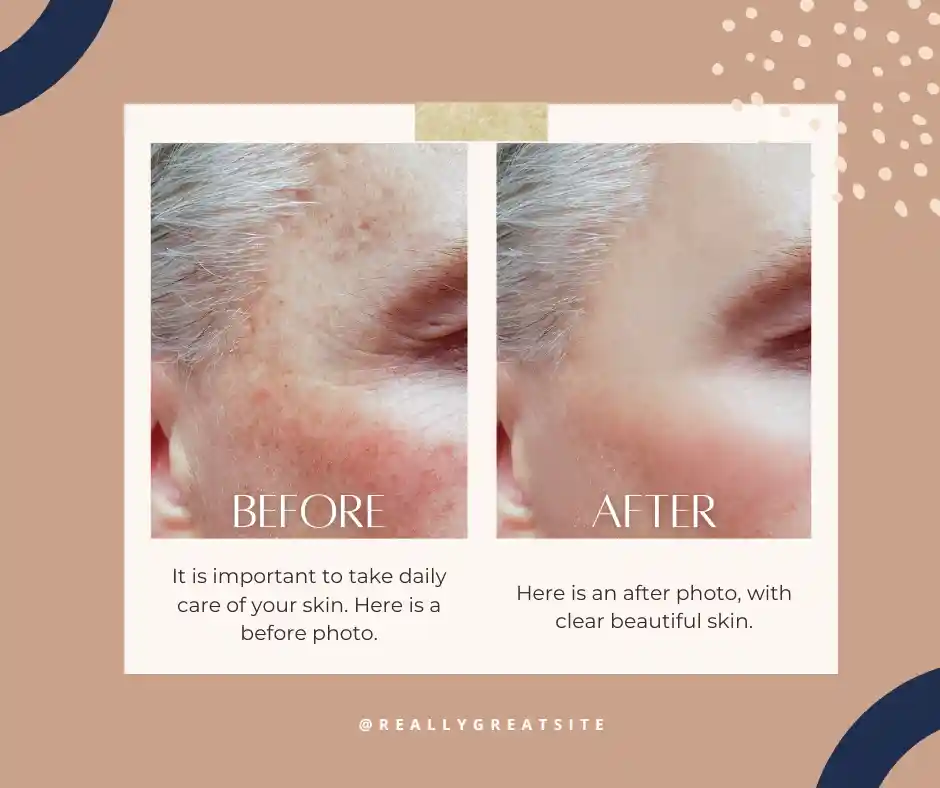 BEFORE
It is important to take daily
care of your skin. Here is a
before photo.
AFTER
Here is an after photo, with
clear beautiful skin.
@REALLYGREATSITE